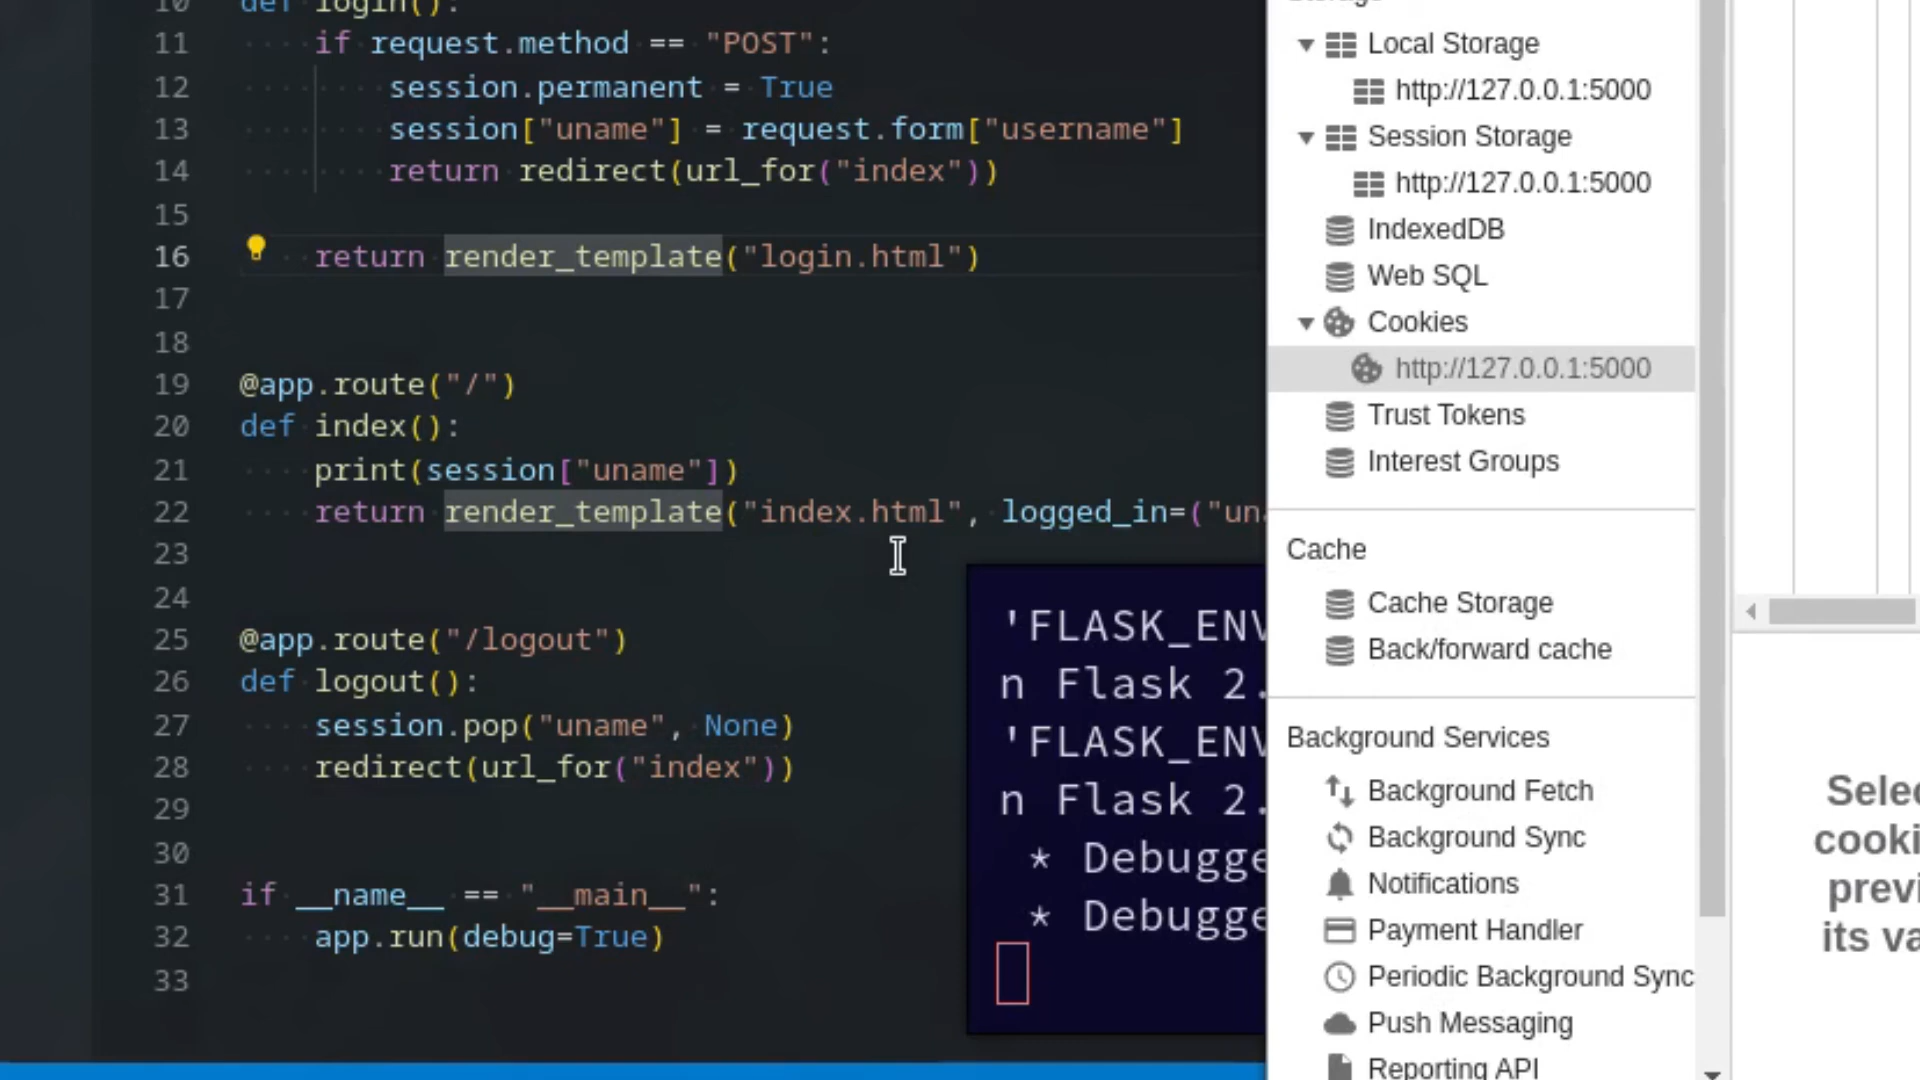 10 def login():
11 if request.method == "POST":
12 session.permanent = True
13 session["uname"] = request.form["username"]
14 return redirect(url_for("index"))
15
16 return render_template("login.html")
17
18
19 @app.route("/")
20 def index():
21 print(session["uname"])
22 return render_template("index.html", logged_in=("un
23
24
25 @app.route("/logout")
26 def logout():
27 session.pop("uname", None)
28 redirect(url_for("index"))
29
30
31 if __name__ == "__main__":
32 app.run(debug=True)
33
'FLASK_ENV
n Flask 2.
'FLASK_ENV
n Flask 2.
* Debugge
* Debugge
Storage
Local Storage
http://127.0.0.1:5000
Session Storage
http://127.0.0.1:5000
IndexedDB
Web SQL
Cookies
http://127.0.0.1:5000
Trust Tokens
Interest Groups
Cache
Cache Storage
Back/forward cache
Background Services
Background Fetch
Background Sync
Notifications
Payment Handler
Periodic Background Sync
Push Messaging
Reporting API
Selec
cooki
previ
its va